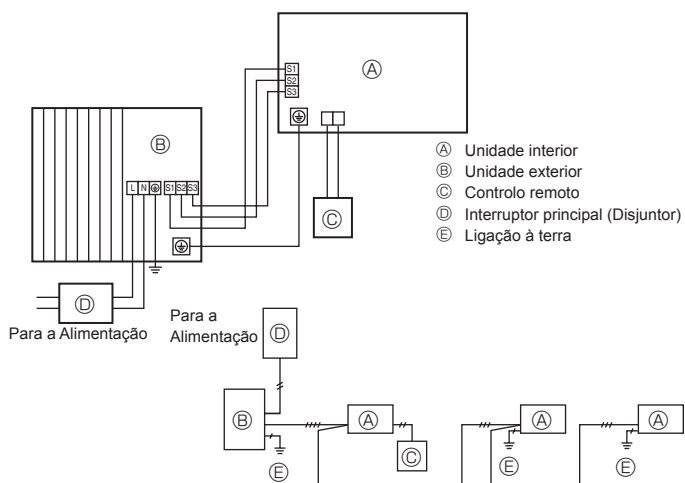 S1
S2
S3
Ⓐ
Ⓑ
L N S1 S2 S3
Ⓒ
Ⓐ Unidade interior
Ⓑ Unidade exterior
Ⓒ Controlo remoto
Ⓓ Interruptor principal (Disjuntor)
Ⓔ Ligação à terra
Ⓓ
Para a Alimentação
Para a
Alimentação
Ⓓ
Ⓑ
Ⓐ
Ⓐ
Ⓐ
Ⓒ
Ⓔ
Ⓔ
Ⓔ